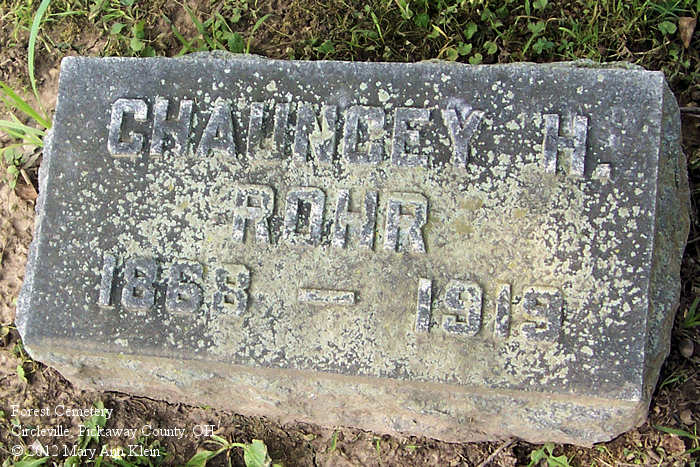 CHAUNCEY H.
ROHR
1868 – 1919
Forest Cemetery
Circleville, Pickaway County, OH
© 2012 Mary Ann Klein